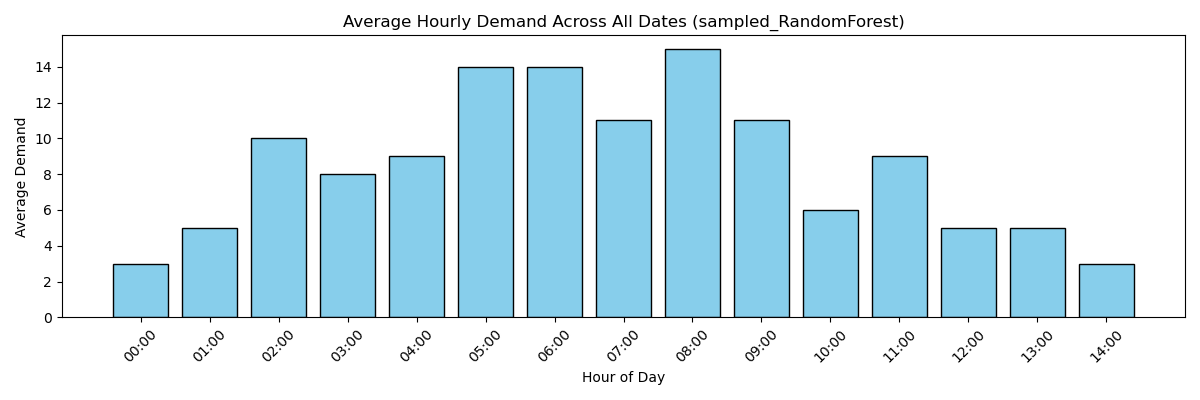 Average Hourly Demand Across All Dates (sampled_RandomForest)
Average Demand
14
12
10
8
6
4
2
0
00:00 01:00 02:00 03:00 04:00 05:00 06:00 07:00 08:00 09:00 10:00 11:00 12:00 13:00 14:00
Hour of Day